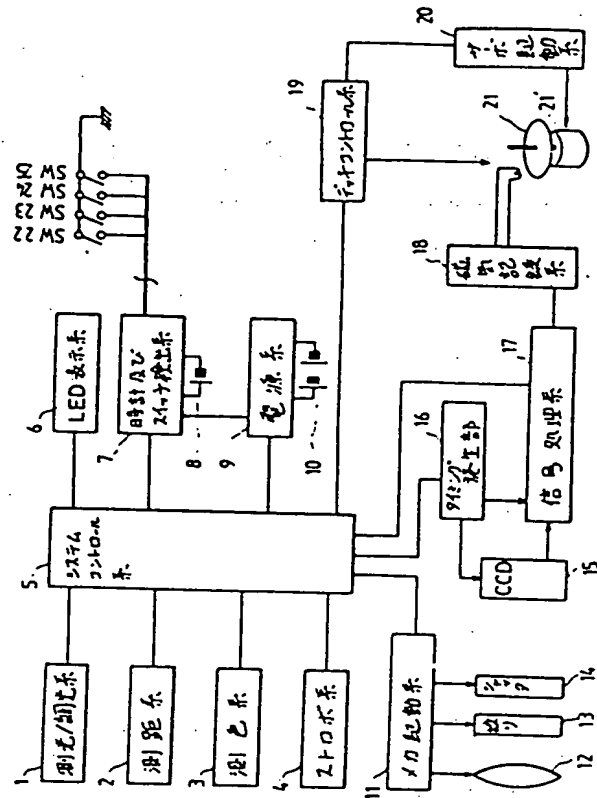 1
測光/調光系
2
測距系
3
測色系
4
ストロボ系
5
システム
コントロール
系
6
LED表示系
7
時計及び
スイッチ検出系
8
9
電源系
10
SW 22
SW 23
SW 24
SW 25
11
メカ駆動系
12
13
絞り
14
シャッタ
15
CCD
16
タイミング
発生部
17
信号処理系
18
磁気記録
系
19
デッキコントロール系
20
サーボ駆動系
21
21'